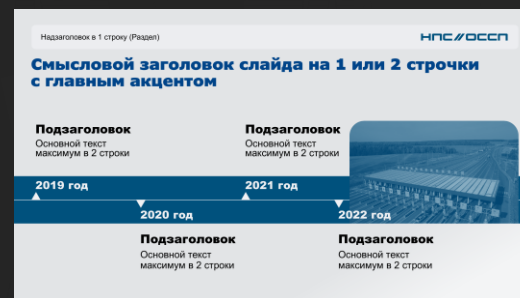 Надзаголовок в 1 строку (Раздел)
НПС//ОССП
Смысловой заголовок слайда на 1 или 2 строчки
с главным акцентом
Подзаголовок
Основной текст
максимум в 2 строки
Подзаголовок
Основной текст
максимум в 2 строки
2019 год
2021 год
2020 год
2022 год
Подзаголовок
Основной текст
максимум в 2 строки
Подзаголовок
Основной текст
максимум в 2 строки